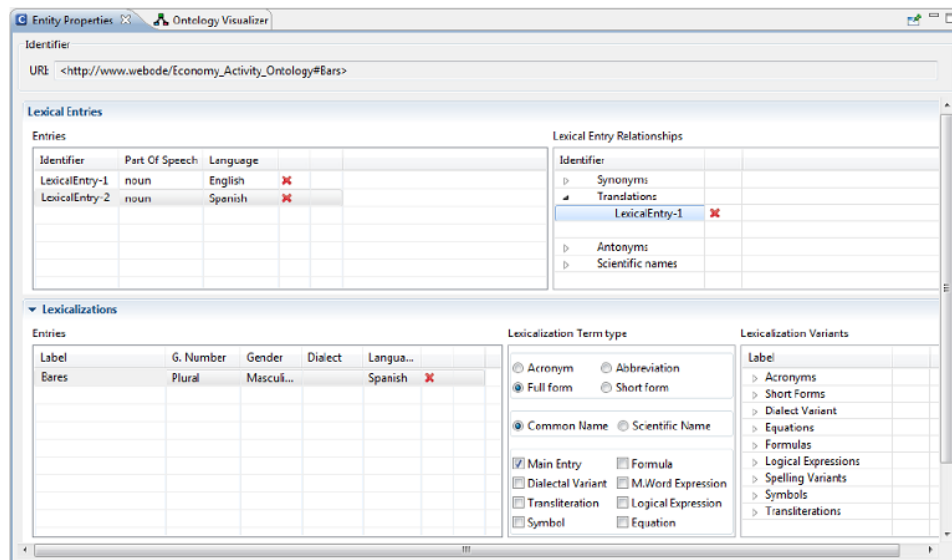 Entity Properties Ontology Visualizer
Identifier
URI: <http://www.webode/Economy_Activity_Ontology#Bars>
Lexical Entries
Entries
Identifier Part Of Speech Language
LexicalEntry-1 noun English
LexicalEntry-2 noun Spanish
Lexical Entry Relationships
Identifier
Synonyms
Translations
LexicalEntry-1
Antonyms
Scientific names
Lexicalizations
Entries
Label G. Number Gender Dialect Langua...
Bares Plural Masculi... Spanish
Lexicalization Term type
Acronym Abbreviation
Full form Short form
Common Name Scientific Name
Main Entry Formula
Dialectal Variant M.Word Expression
Transliteration Logical Expression
Symbol Equation
Lexicalization Variants
Label
Acronyms
Short Forms
Dialect Variant
Equations
Formulas
Logical Expressions
Spelling Variants
Symbols
Transliterations